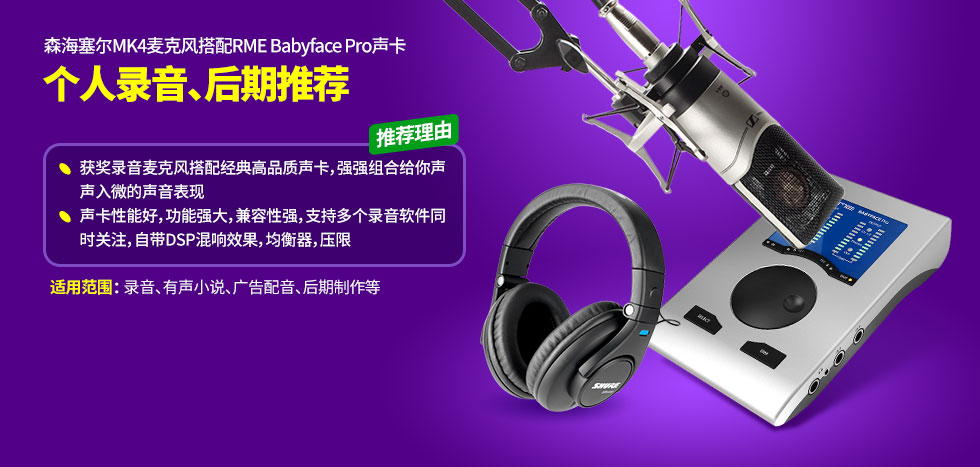 森海塞尔MK4麦克风搭配RME Babyface Pro声卡
个人录音、后期推荐
推荐理由
获奖录音麦克风搭配经典高品质声卡，强强组合给你声
声入微的声音表现
声卡性能好，功能强大，兼容性强，支持多个录音软件同
时关注，自带DSP混响效果，均衡器，压限
适用范围：录音、有声小说、广告配音、后期制作等
BABYFACE Pro
SELECT
SHURE